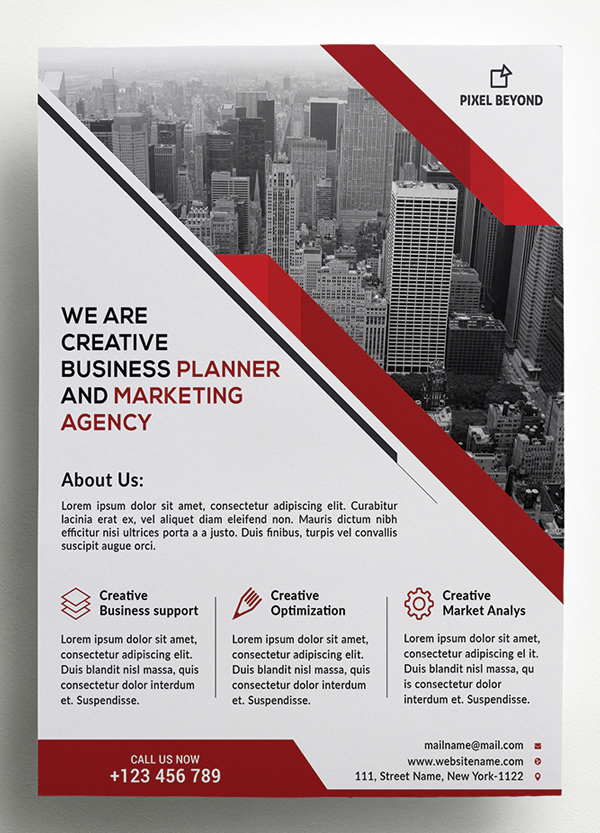 PIXEL BEYOND
WE ARE
CREATIVE
BUSINESS PLANNER
AND MARKETING
AGENCY
About Us:
Lorem ipsum dolor sit amet, consectetur adipiscing elit. Curabitur
lacinia erat ex, vel aliquet diam eleifend non. Mauris dictum nibh
efficitur nisi ultrices porta a a justo. Duis finibus, turpis vel convallis
suscipit augue orci.
Creative
Business support
Lorem ipsum dolor sit amet,
consectetur adipiscing elit.
Duis blandit nisl massa, quis
consectetur dolor interdum
et. Suspendisse.
Creative
Optimization
Lorem ipsum dolor sit amet,
consectetur adipiscing elit.
Duis blandit nisl massa, quis
consectetur dolor interdum
et. Suspendisse.
Creative
Market Analys
Lorem ipsum dolor sit amet,
consectetur adipiscing el it.
Duis blandit nisl massa, qu
is consectetur dolor
interdum et. Suspendisse.
CALL US NOW
+123 456 789
mailname@mail.com
www.websitename.com
111, Street Name, New York-1122